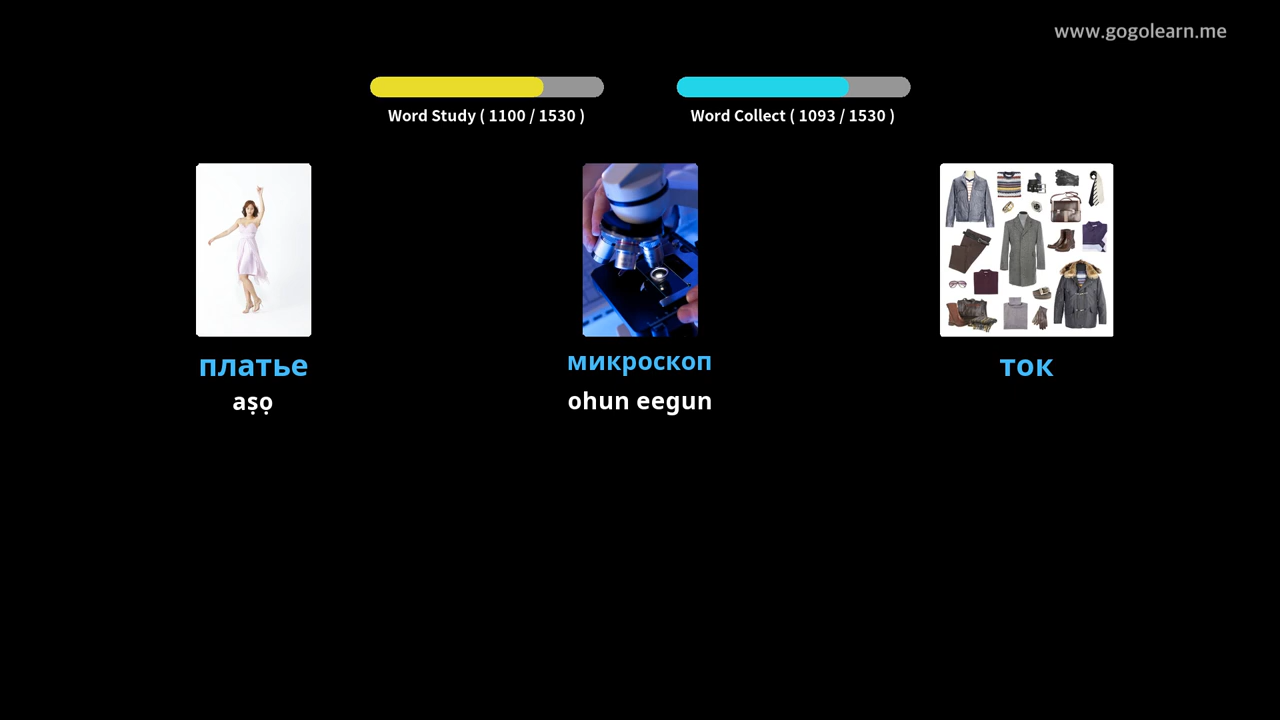 www.gogolearn.me
Word Study ( 1100 / 1530 )
Word Collect ( 1093 / 1530 )
платье
aṣọ
микроскоп
ohun eegun
ток